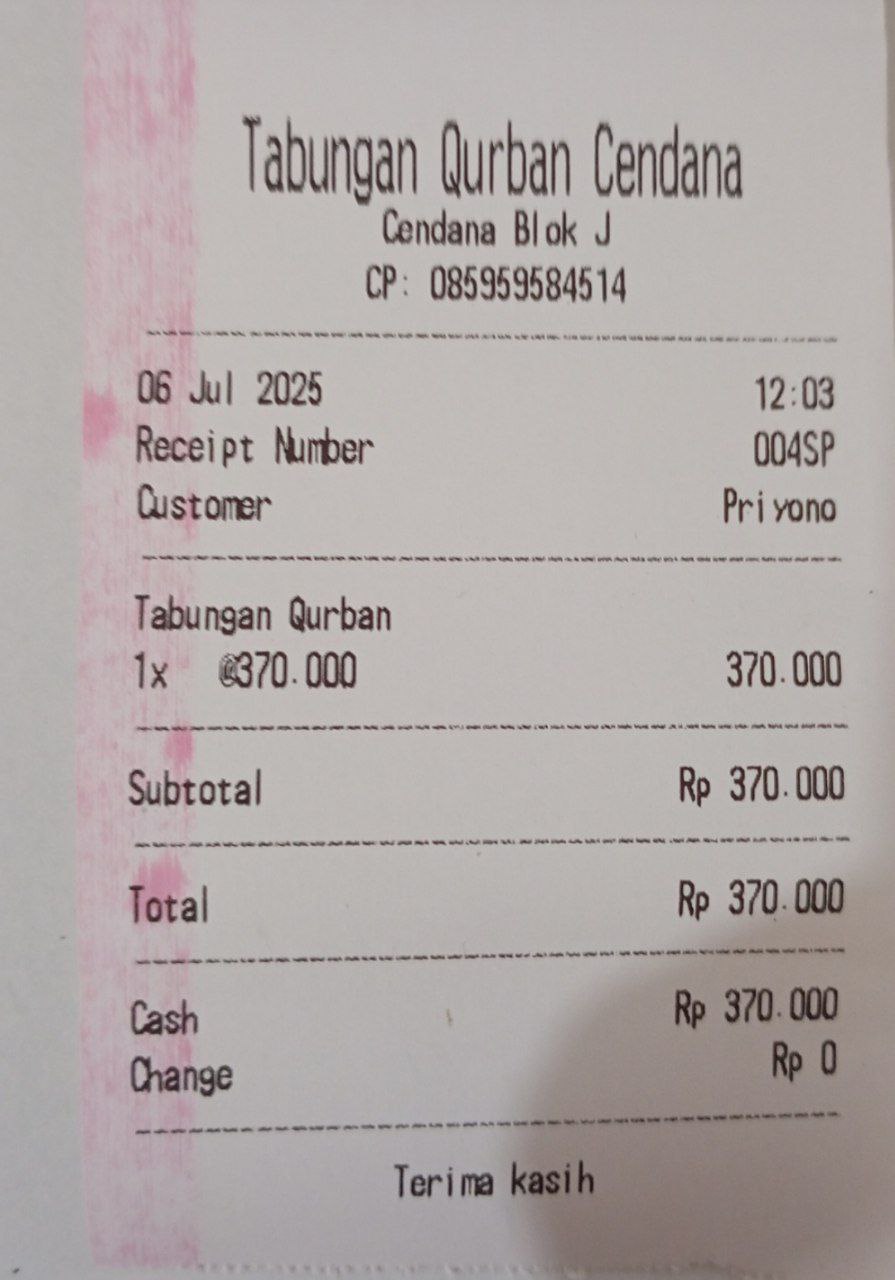 Tabungan Qurban Cendana
Cendana Blok J
CP: 085959584514
06 Jul 2025 12:03
Receipt Number 004SP
Customer Priyono
Tabungan Qurban
1x @370.000 370.000
Subtotal Rp 370.000
Total Rp 370.000
Cash Rp 370.000
Change Rp 0
Terima kasih